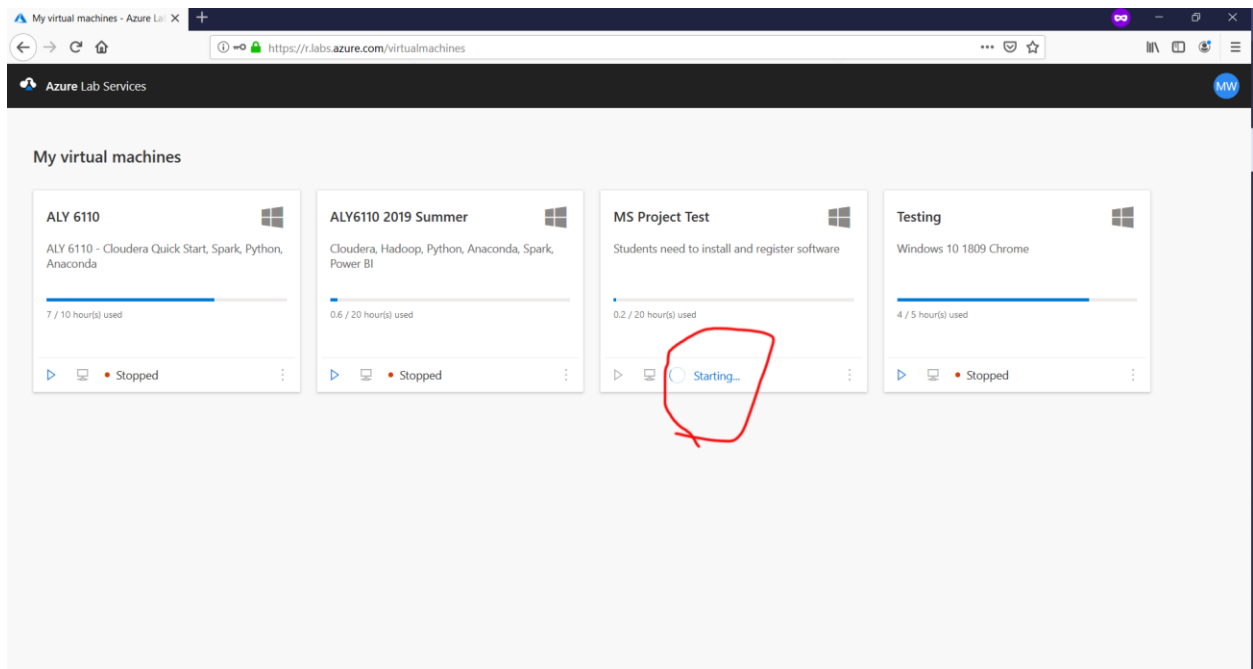 My virtual machines - Azure La
https://r.labs.azure.com/virtualmachines
Azure Lab Services
MW
My virtual machines
ALY 6110
ALY 6110 - Cloudera Quick Start, Spark, Python,
Anaconda
7 / 10 hour(s) used
Stopped
ALY6110 2019 Summer
Cloudera, Hadoop, Python, Anaconda, Spark,
Power BI
0.6 / 20 hour(s) used
Stopped
MS Project Test
Students need to install and register software
0.2 / 20 hour(s) used
Starting...
Testing
Windows 10 1809 Chrome
4 / 5 hour(s) used
Stopped